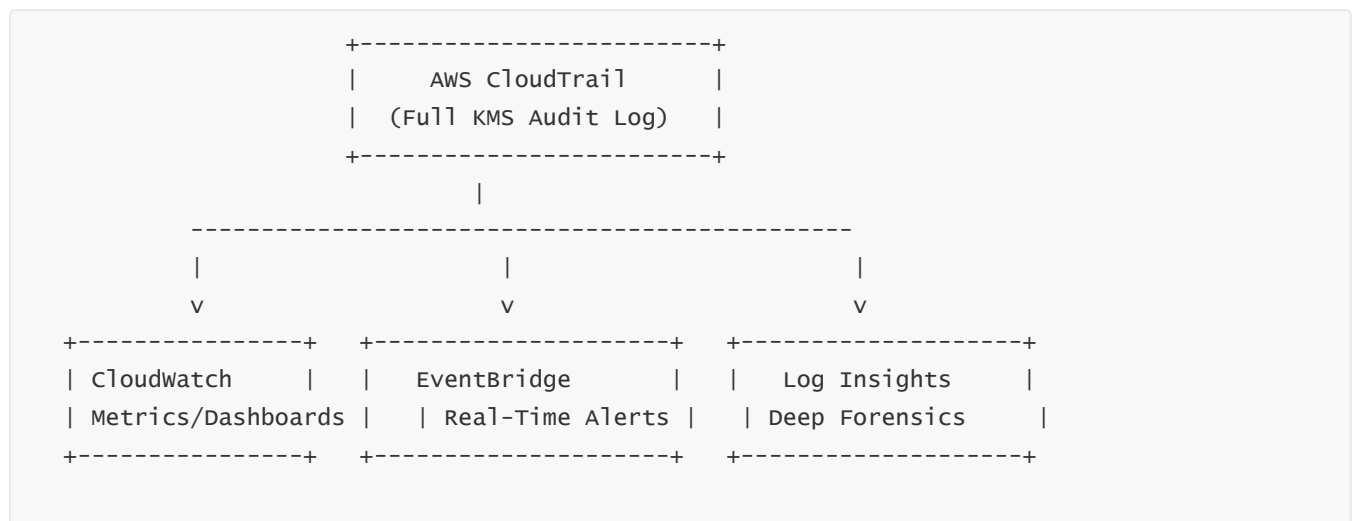 +-------------------------+
|     AWS CloudTrail      |
|  (Full KMS Audit Log)   |
+-------------------------+
|
-----------------------------------------------
|                     |                        |
v                     v                        v
+----------------+   +---------------------+   +--------------------+
| CloudWatch     |   |   EventBridge       |   |   Log Insights     |
| Metrics/Dashboards |   | Real-Time Alerts |   | Deep Forensics     |
+----------------+   +---------------------+   +--------------------+